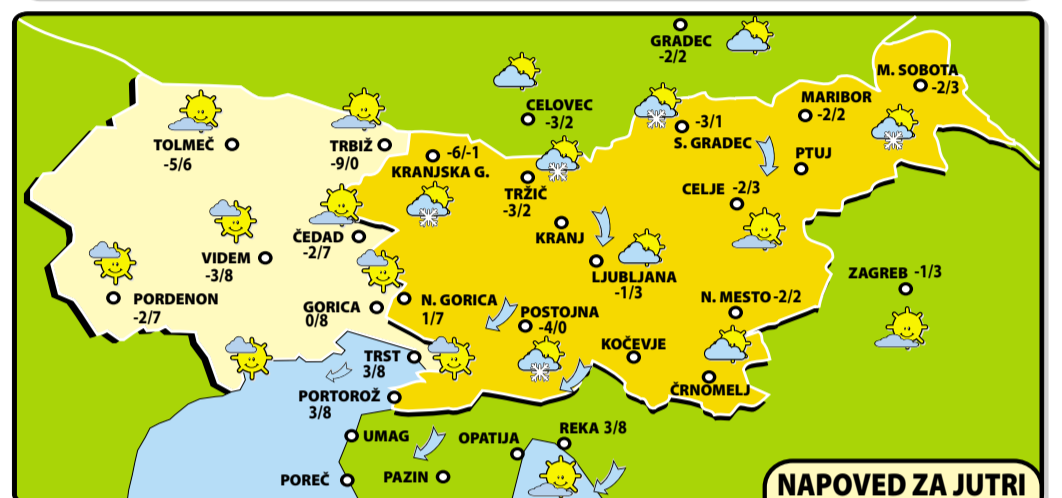 GRADEC
-2/2
M. SOBOTA
-2/3
CELOVEC
-3/2
MARIBOR
-2/2
-3/1
S. GRADEC
TOLMEČ
-5/6
TRBIŽ
-9/0
-6/-1
KRANJSKA G.
PTUJ
TRŽIČ
-3/2
CELJE -2/3
ČEDAD
-2/7
KRANJ
VIDEM
-3/8
LJUBLJANA
-1/3
ZAGREB -1/3
PORDENON
-2/7
GORICA
0/8
N. GORICA
1/7
N. MESTO -2/2
POSTOJNA
-4/0
KOČEVJE
TRST
3/8
ČRNOMELJ
PORTOROŽ
3/8
UMAG
OPATIJA
REKA 3/8
POREČ
PAZIN
NAPOVED ZA JUTRI